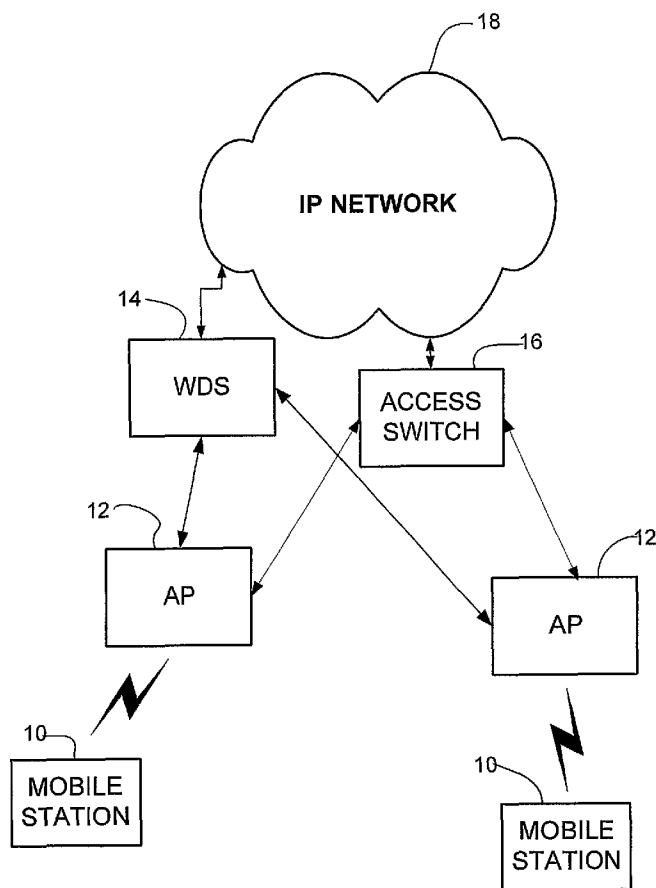 18
IP NETWORK
14
WDS
16
ACCESS
SWITCH
12
AP
12
AP
10
MOBILE
STATION
10
MOBILE
STATION